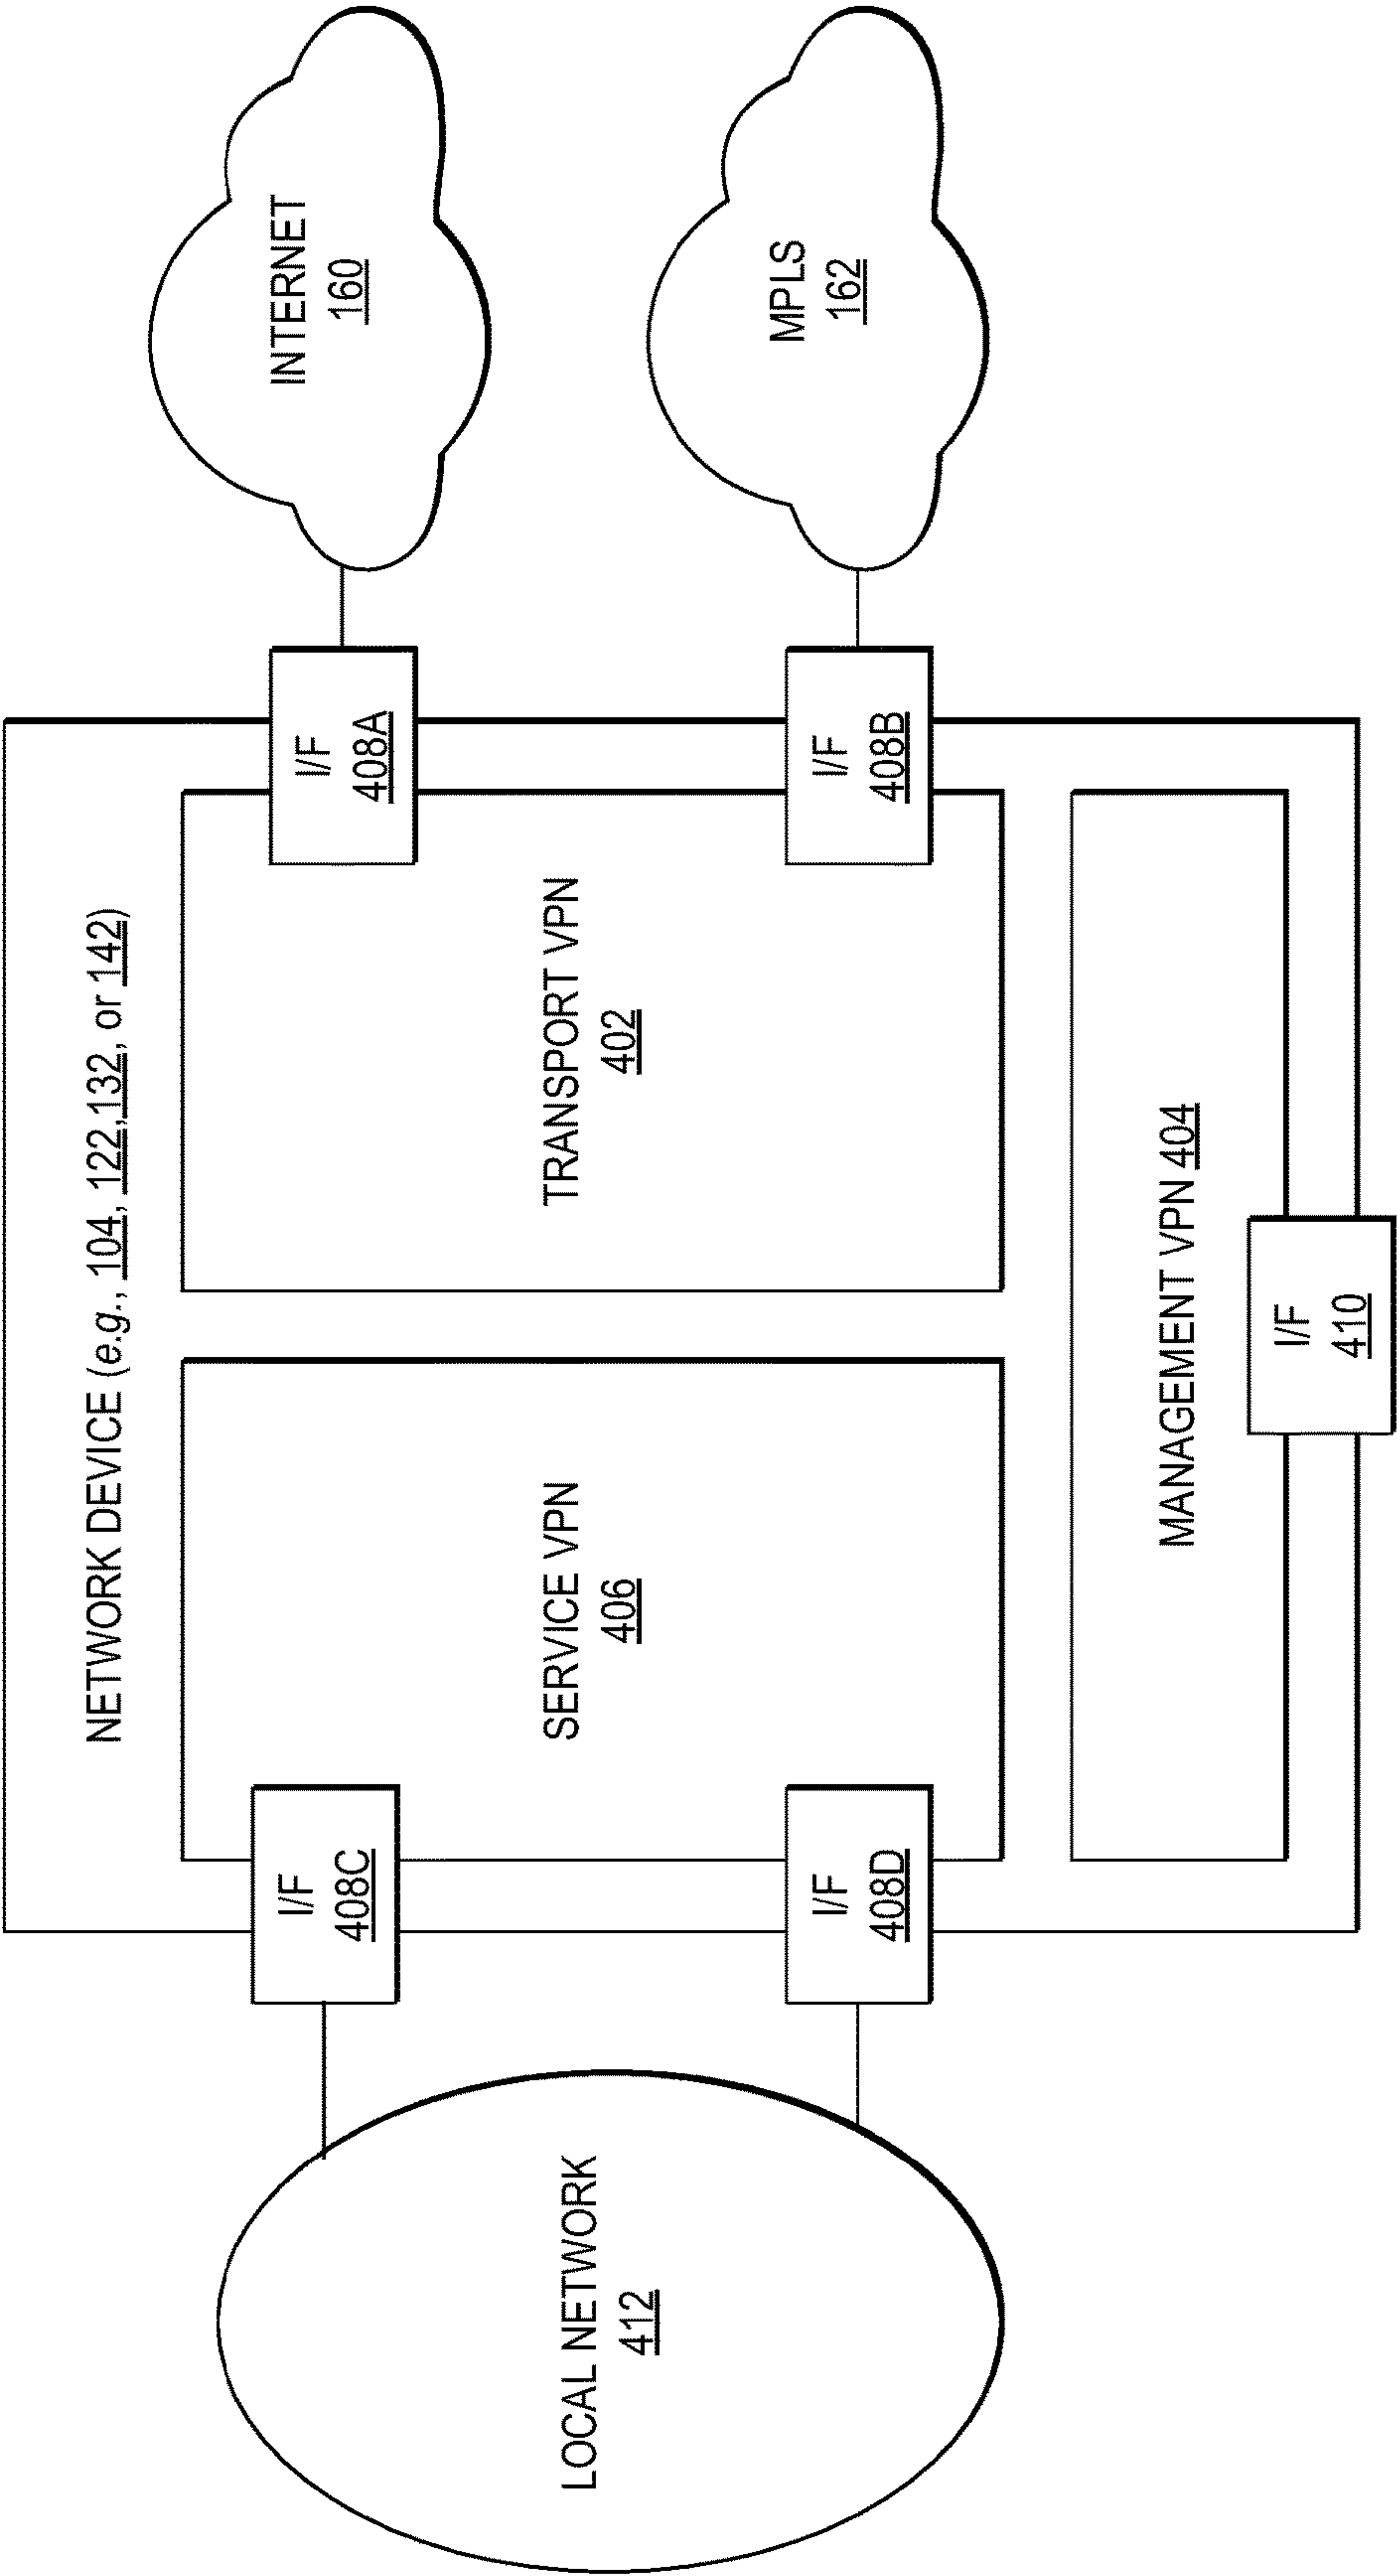 NETWORK DEVICE (e.g., 104, 122,132, or 142)
LOCAL NETWORK
412
I/F
408C
I/F
408D
SERVICE VPN
406
TRANSPORT VPN
402
I/F
408A
I/F
408B
INTERNET
160
MPLS
162
MANAGEMENT VPN 404
I/F
410